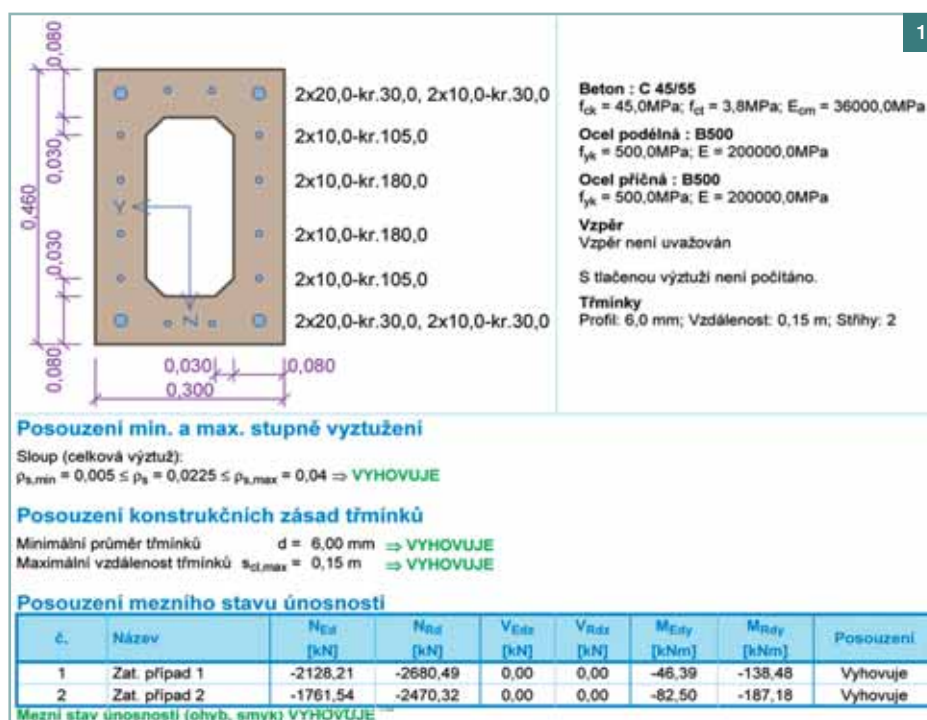 1
0,080
0,030
0,460
0,030
0,080
0,030
0,080
0,300
Y
Z
2x20,0-kr.30,0, 2x10,0-kr.30,0
2x10,0-kr.105,0
2x10,0-kr.180,0
2x10,0-kr.180,0
2x10,0-kr.105,0
2x20,0-kr.30,0, 2x10,0-kr.30,0
Beton : C 45/55
fck = 45,0MPa; fct = 3,8MPa; Ecm = 36000,0MPa
Ocel podélná : B500
fyk = 500,0MPa; E = 200000,0MPa
Ocel příčná : B500
fyk = 500,0MPa; E = 200000,0MPa
Vzpěr
Vzpěr není uvažován
S tlačenou výztuží není počítáno.
Třmínky
Profil: 6,0 mm; Vzdálenost: 0,15 m; Střihy: 2
Posouzení min. a max. stupně vyztužení
Sloup (celková výztuž):
ρs,min = 0,005 ≤ ρs = 0,0225 ≤ ρs,max = 0,04 ⇒ VYHOVUJE
Posouzení konstrukčních zásad třmínků
Minimální průměr třmínků d = 6,00 mm ⇒ VYHOVUJE
Maximální vzdálenost třmínků scl,max = 0,15 m ⇒ VYHOVUJE
Posouzení mezního stavu únosnosti
č. Název NEd [kN] NRd [kN] VEdz [kN] VRdz [kN] MEdy [kNm] MRdy [kNm] Posouzení
1 Zat. případ 1 -2128,21 -2680,49 0,00 0,00 -46,39 -138,48 Vyhovuje
2 Zat. případ 2 -1761,54 -2470,32 0,00 0,00 -82,50 -187,18 Vyhovuje
Mezní stav únosnosti (ohyb, smyk) VYHOVUJE